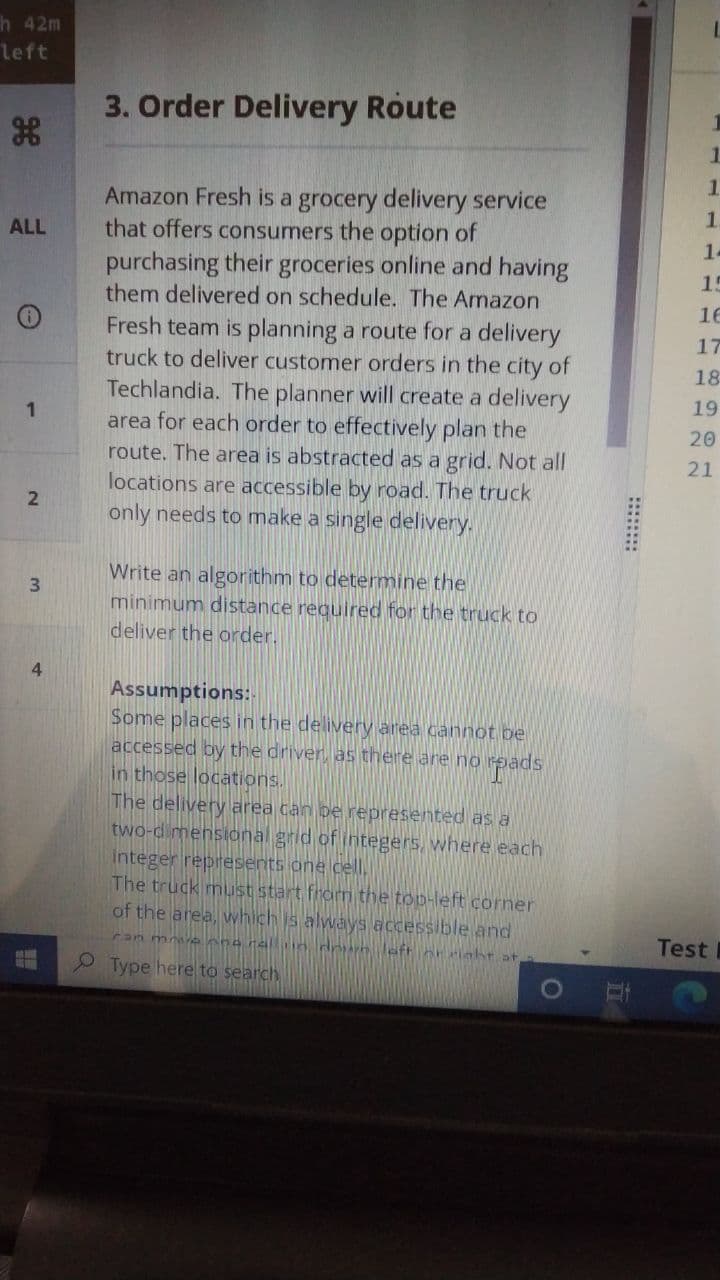 h 42m
left
ALL
1
2
3
4
3. Order Delivery Route
Amazon Fresh is a grocery delivery service
that offers consumers the option of
purchasing their groceries online and having
them delivered on schedule. The Amazon
Fresh team is planning a route for a delivery
truck to deliver customer orders in the city of
Techlandia. The planner will create a delivery
area for each order to effectively plan the
route. The area is abstracted as a grid. Not all
locations are accessible by road. The truck
only needs to make a single delivery.
Write an algorithm to determine the
minimum distance required for the truck to
deliver the order.
Assumptions:
Some places in the delivery area cannot be
accessed by the driver, as there are no roads
in those locations.
The delivery area can be represented as a
two-dimensional grid of integers, where each
integer represents one cell.
The truck must start from the top-left corner
of the area, which is always accessible and
can move one cell up, down, left or right at a
16
17
18
19
20
21
Test
Type here to search